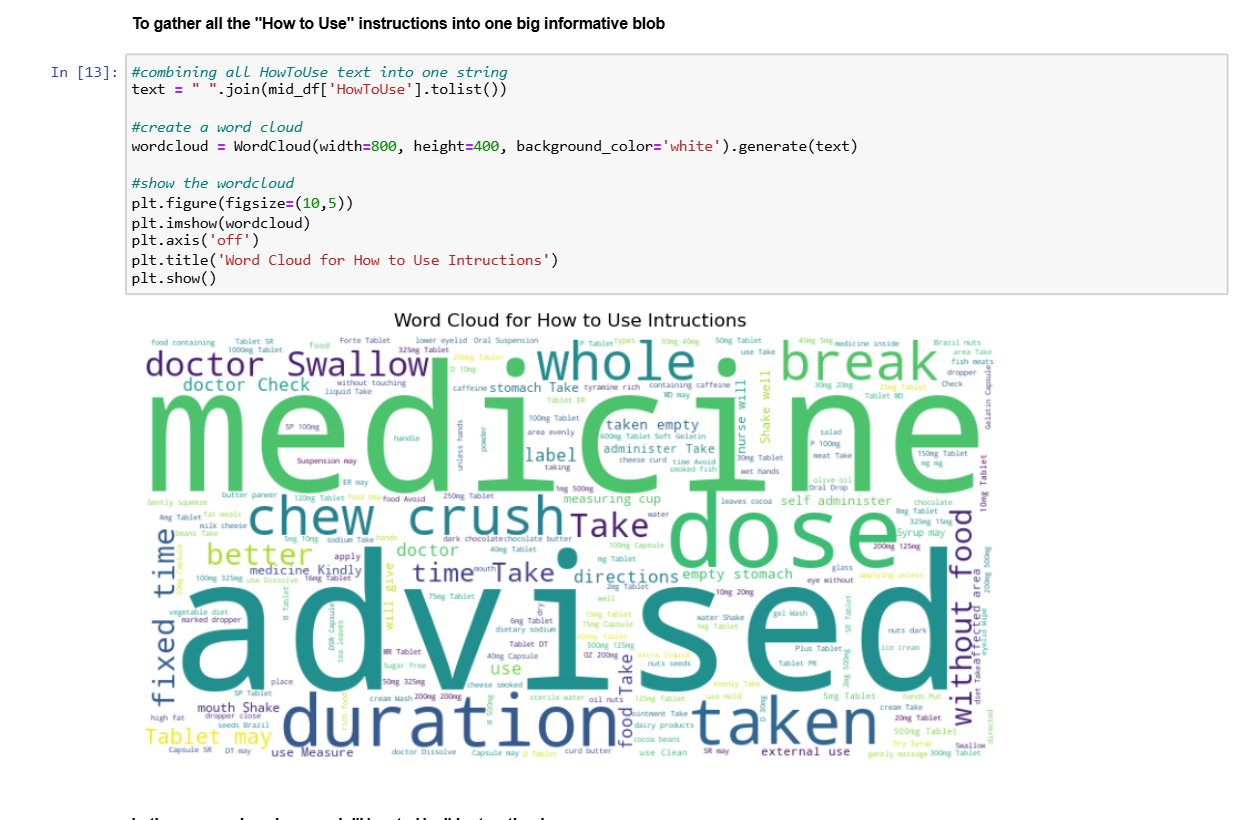 To gather all the "How to Use" instructions into one big informative blob
In [13]:
#combining all HowToUse text into one string
text = " ".join(mid_df['HowToUse'].tolist())
#create a word cloud
wordcloud = WordCloud(width=800, height=400, background_color='white').generate(text)
#show the wordcloud
plt.figure(figsize=(10,5))
plt.imshow(wordcloud)
plt.axis('off')
plt.title('Word Cloud for How to Use Intructions')
plt.show()
Word Cloud for How to Use Intructions
food containing
Tablet SR
1000mg Tablet
food
Forte Tablet
325mg Tablet
lower eyelid
Oral Suspension
200mg Tablet
D 10mg
P Tablet
types
30mg 40mg
50mg Tablet
use Take
40mg 5mg
medicine inside
Brazil nuts
area Take
fish meats
dropper
Check
Gelatin Capsule
doctor Swallow
whole
break
doctor Check
without touching
liquid Take
caffeine
stomach Take
tyramine rich
containing caffeine
MD may
30mg 20mg
25mg Tablet
Tablet MD
medicine
Tablet ER
100mg Tablet
area evenly
taken empty
600mg Tablet
Soft Gelatin
administer Take
cheese curd
time Avoid
smoked fish
label
taking
nurse will
Shake well
30mg Tablet
wet hands
SP 100mg
handle
unless hands
powder
Suspension may
ER may
salad
P 100mg
meat Take
olive oil
Oral Drop
150mg Tablet
mg mg
10mg Tablet
Gently squeeze
butter paneer
120mg Tablet
food Use
food Avoid
250mg Tablet
1mg 500mg
measuring cup
leaves cocoa
self administer
chocolate
4mg Tablet
fat meals
milk cheese
beans Take
chew crush
Take
water
dose
8mg Tablet
325mg 15mg
Syrup may
200mg 125mg
5mg 10mg
sodium Take
hands
dark chocolate
chocolate butter
100mg Capsule
better
apply
doctor
40mg Tablet
mg Tablet
glass
eye without
applying unless
medicine Kindly
time Take
mouth
directions
empty stomach
100mg 325mg
use Dissolve
16mg Tablet
2mg Tablet
10mg 20mg
fixed time
will give
75mg Tablet
well
without food
affected area
200mg 500mg
advised
vegetable diet
marked dropper
M Tablet
DSR Capsule
tea leaves
dry
6mg Tablet
dietary sodium
15mg Tablet
75mg Capsule
water Shake
1mg Tablet
gel Wash
SR Tablet
nuts dark
eyelid Wipe
400mg Tablet
500mg 125mg
Tablet DT
MR Tablet
40mg Capsule
OZ 200mg
extra liquid
nuts seeds
Plus Tablet
Tablet PR
2mg 500mg
ice cream
diet Take
Sugar Free
use
place
50mg 325mg
cheese smoked
evenly Take
SP Tablet
cream Wash
200mg 200mg
sterile water
oil nuts
125mg Tablet
use Hold
5mg Tablet
hands Put
mouth Shake
rich food
duration
M 500mg
food Take
ointment Take
taken
D 30mg
cream Take
20mg Tablet
high fat
dropper close
seeds Brazil
dairy products
cocoa beans
500mg Tablet
Tablet may
Dry Syrup
Swallow
directed
Capsule SR
DT may
use Measure
doctor Dissolve
Capsule may
D Tablet
curd butter
use Clean
SR may
external use
gently massage
300mg Tablet